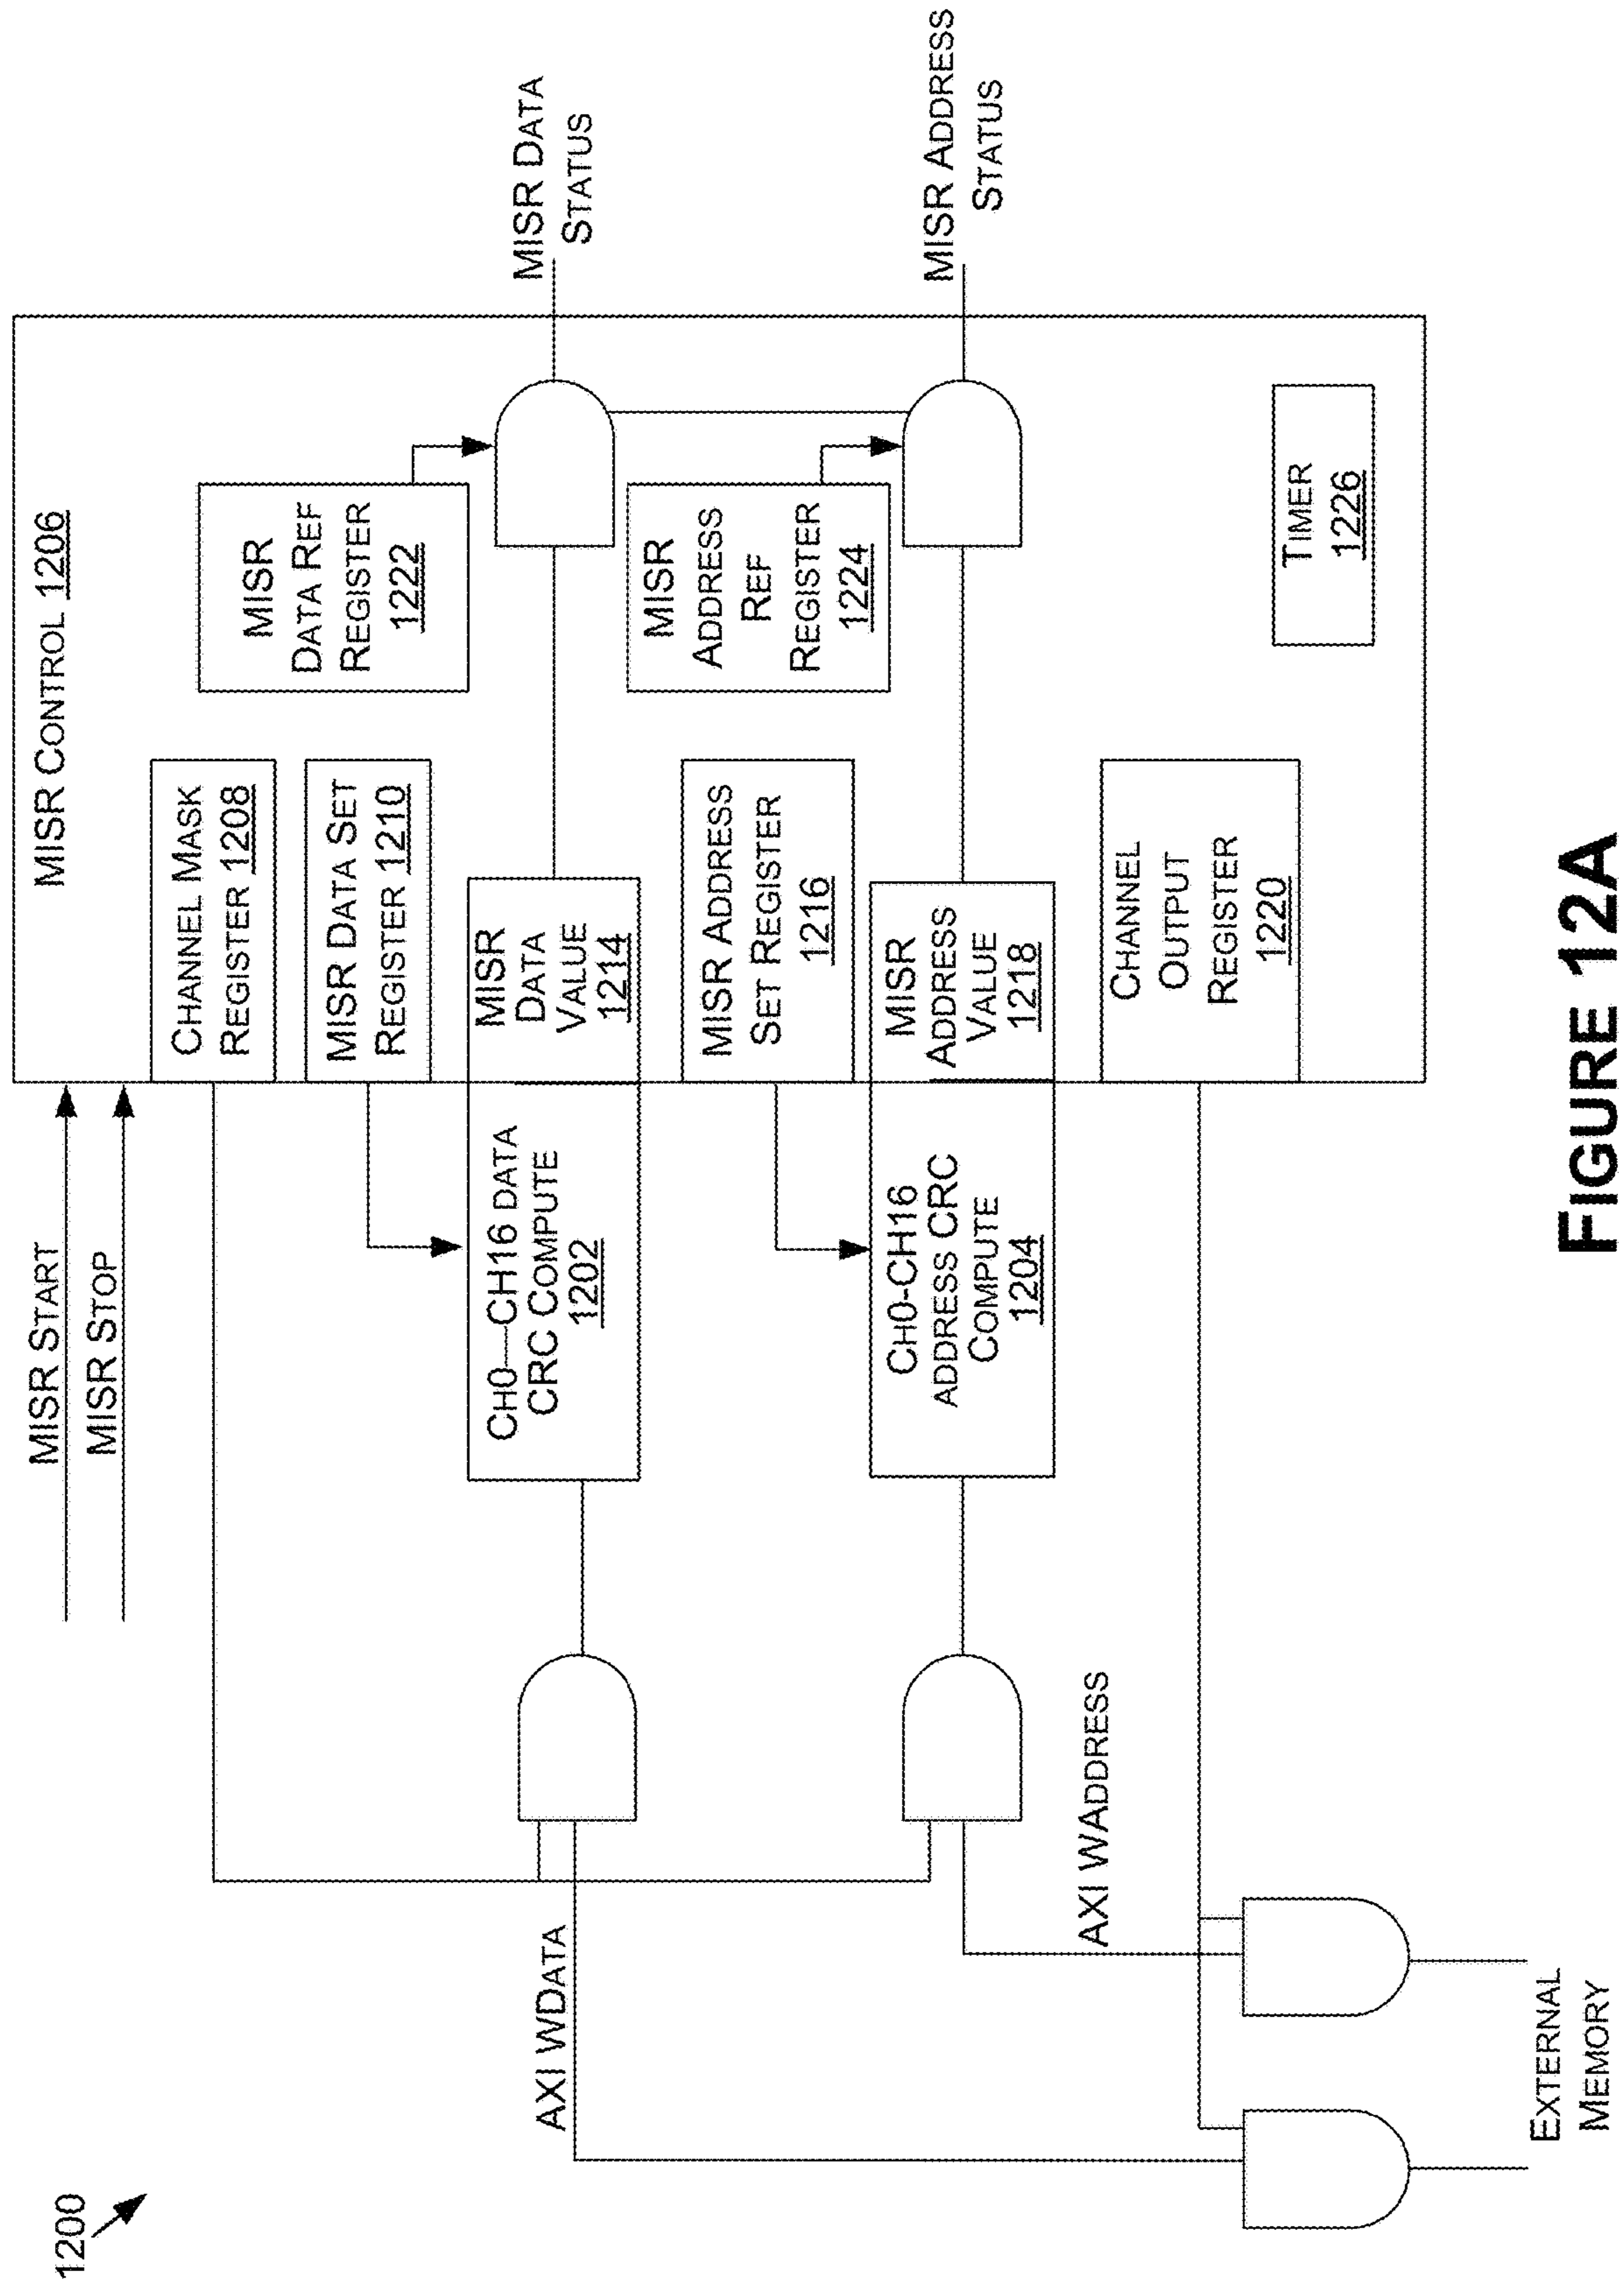 1200
MISR START
MISR STOP
MISR CONTROL 1206
CHANNEL MASK
REGISTER 1208
MISR DATA SET
REGISTER 1210
MISR
DATA REF
REGISTER
1222
MISR DATA
STATUS
AXI WDATA
CH0—CH16 DATA
CRC COMPUTE
1202
MISR
DATA
VALUE
1214
MISR ADDRESS
SET REGISTER
1216
MISR
ADDRESS
REF
REGISTER
1224
MISR ADDRESS
STATUS
CH0-CH16
ADDRESS CRC
COMPUTE
1204
MISR
ADDRESS
VALUE
1218
AXI WADDRESS
CHANNEL
OUTPUT
REGISTER
1220
TIMER
1226
EXTERNAL
MEMORY
FIGURE 12A